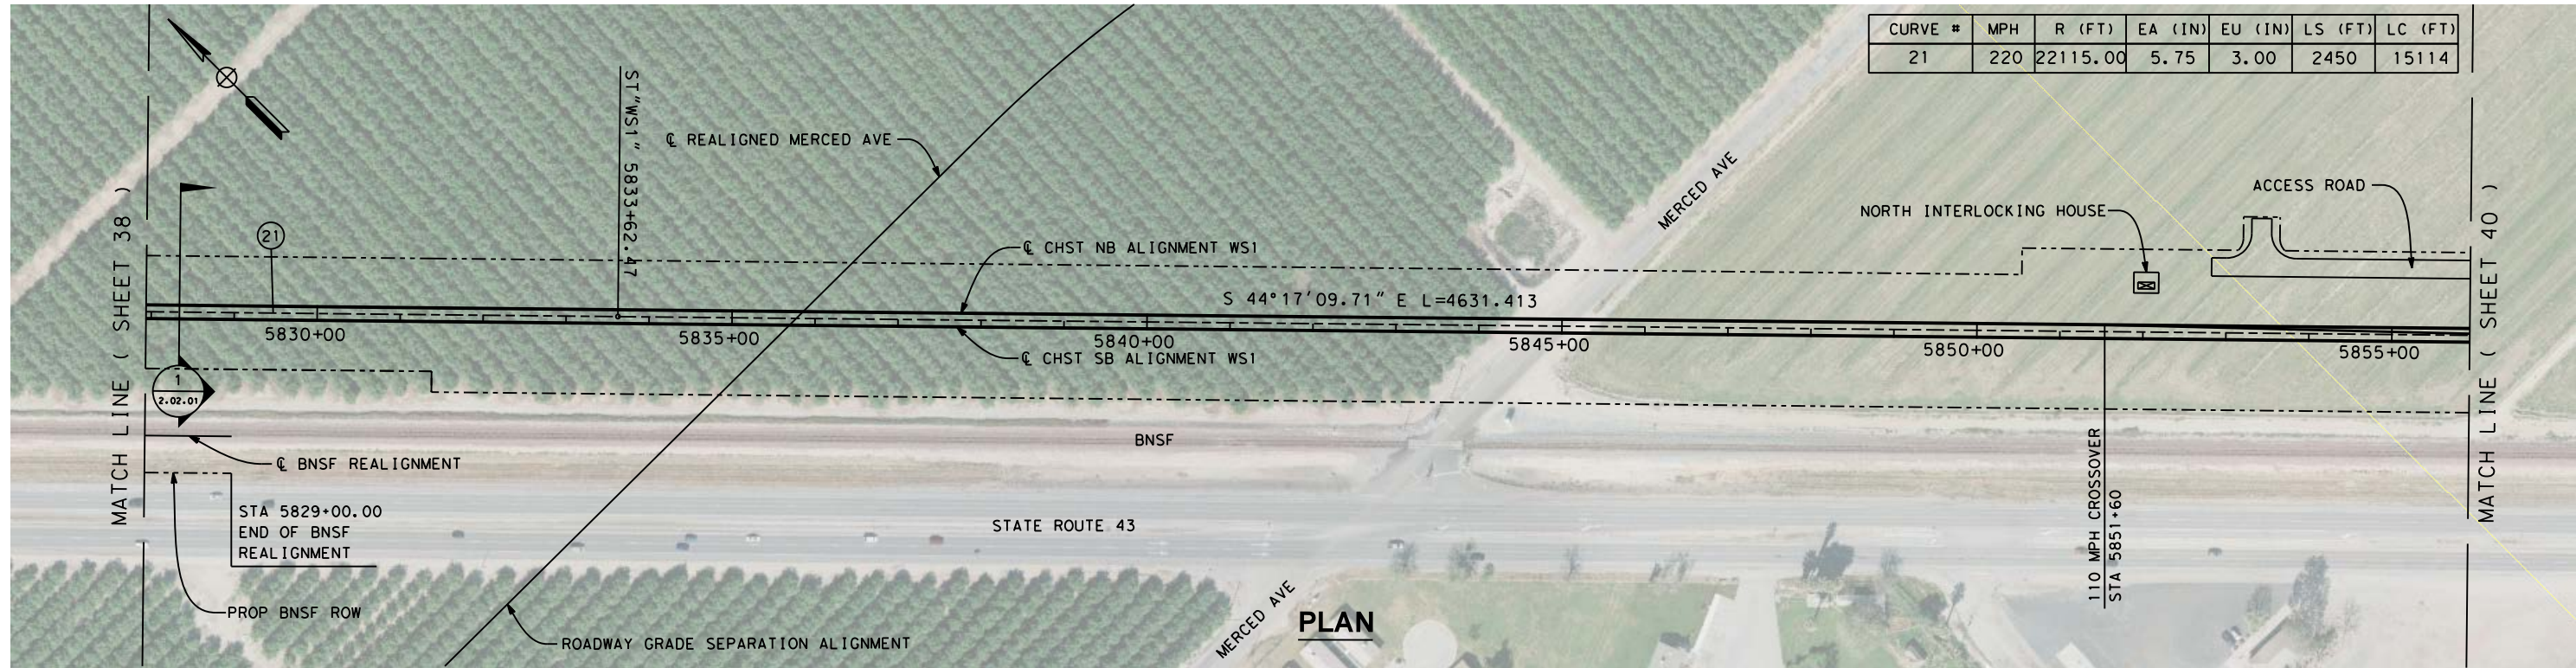 CURVE # MPH R (FT) EA (IN) EU (IN) LS (FT) LC (FT)
21 220 22115.00 5.75 3.00 2450 15114
MATCH LINE ( SHEET 38 )
ST "WS1" 5833+62.47
℄ REALIGNED MERCED AVE
MERCED AVE
NORTH INTERLOCKING HOUSE
ACCESS ROAD
MATCH LINE ( SHEET 40 )
21
℄ CHST NB ALIGNMENT WS1
S 44°17'09.71" E L=4631.413
5830+00
5835+00
5840+00
5845+00
5850+00
5855+00
℄ CHST SB ALIGNMENT WS1
1
2.02.01
BNSF
℄ BNSF REALIGNMENT
STA 5829+00.00
END OF BNSF
REALIGNMENT
STATE ROUTE 43
110 MPH CROSSOVER
STA 5851+60
PROP BNSF ROW
ROADWAY GRADE SEPARATION ALIGNMENT
MERCED AVE
PLAN